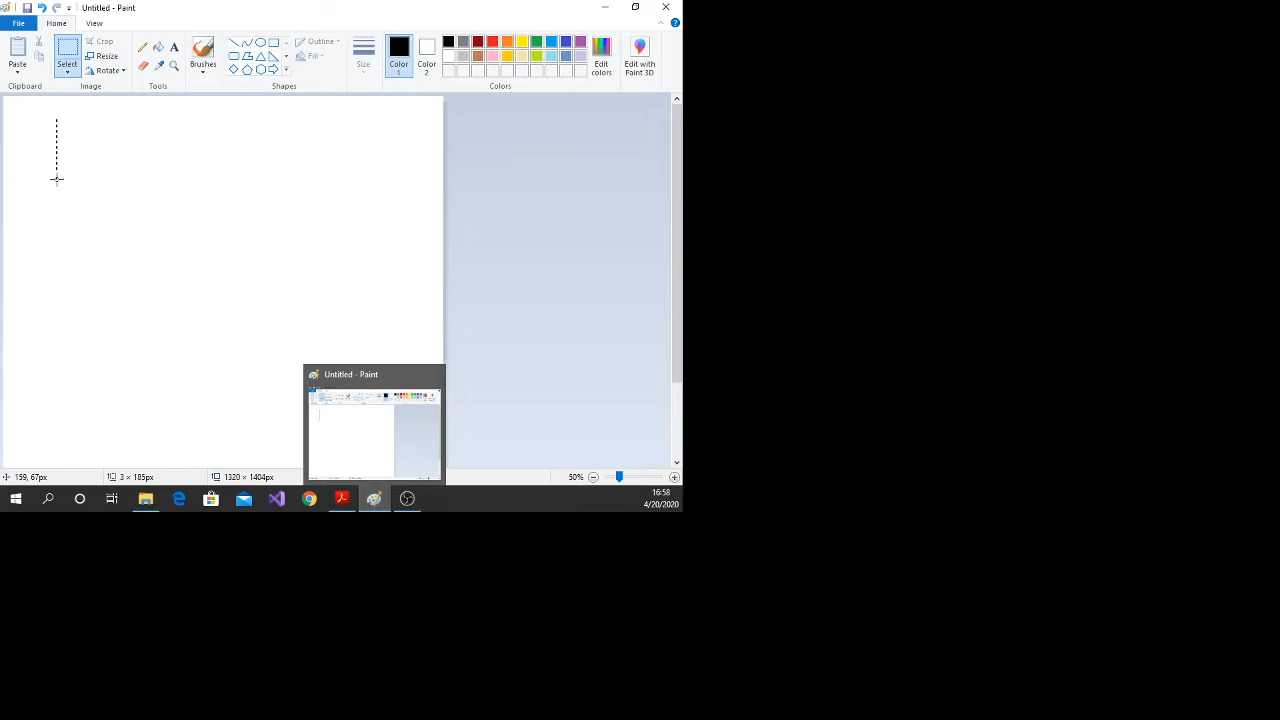 Untitled - Paint
File
Home
View
Paste
Clipboard
Select
Crop
Resize
Rotate
Image
A
Tools
Brushes
Outline
Fill
Shapes
Size
Color
1
Color
2
Edit
colors
Colors
Edit with
Paint 3D
Untitled - Paint
159, 67px
3 × 185px
1320 × 1404px
50%
16:58
4/20/2020